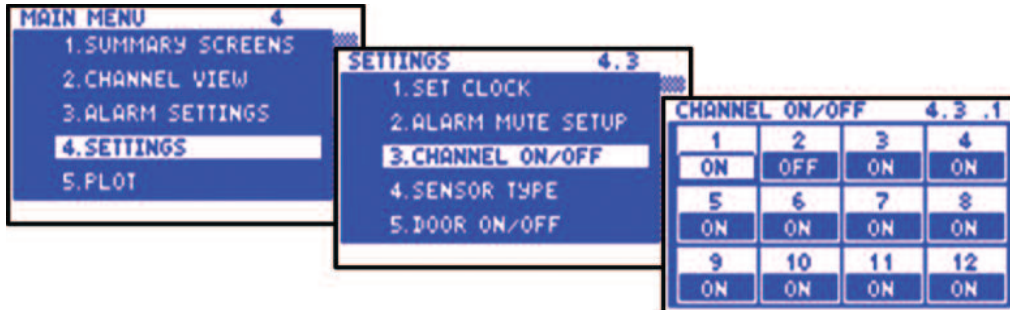 MAIN MENU 4
1.SUMMARY SCREENS
2.CHANNEL VIEW
3.ALARM SETTINGS
4.SETTINGS
5.PLOT
SETTINGS 4.3
1.SET CLOCK
2.ALARM MUTE SETUP
3.CHANNEL ON/OFF
4.SENSOR TYPE
5.DOOR ON/OFF
CHANNEL ON/OFF 4.3 .1
1 2 3 4
ON OFF ON ON
5 6 7 8
ON ON ON ON
9 10 11 12
ON ON ON ON